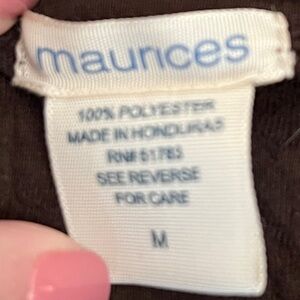 maurices
100% POLYESTER
MADE IN HONDURAS
RN# 61783
SEE REVERSE
FOR CARE
M